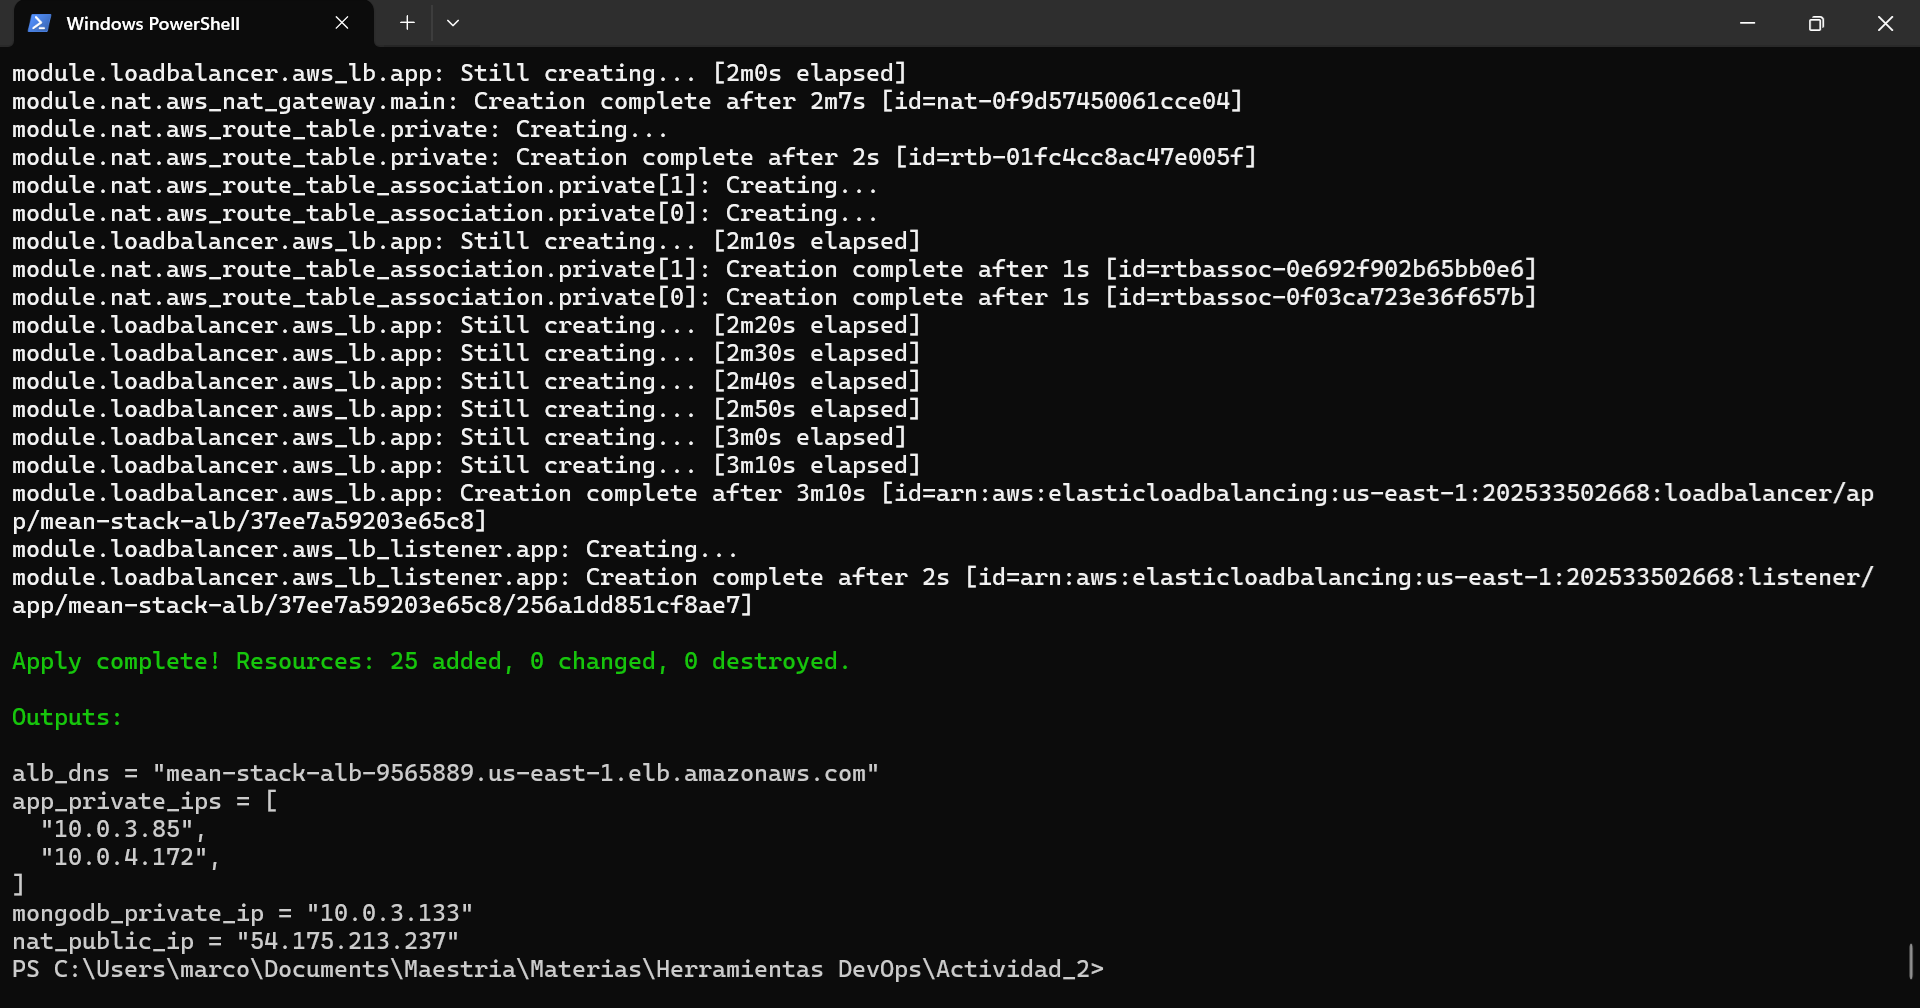 Windows PowerShell
module.loadbalancer.aws_lb.app: Still creating... [2m0s elapsed]
module.nat.aws_nat_gateway.main: Creation complete after 2m7s [id=nat-0f9d57450061cce04]
module.nat.aws_route_table.private: Creating...
module.nat.aws_route_table.private: Creation complete after 2s [id=rtb-01fc4cc8ac47e005f]
module.nat.aws_route_table_association.private[1]: Creating...
module.nat.aws_route_table_association.private[0]: Creating...
module.loadbalancer.aws_lb.app: Still creating... [2m10s elapsed]
module.nat.aws_route_table_association.private[1]: Creation complete after 1s [id=rtbassoc-0e692f902b65bb0e6]
module.nat.aws_route_table_association.private[0]: Creation complete after 1s [id=rtbassoc-0f03ca723e36f657b]
module.loadbalancer.aws_lb.app: Still creating... [2m20s elapsed]
module.loadbalancer.aws_lb.app: Still creating... [2m30s elapsed]
module.loadbalancer.aws_lb.app: Still creating... [2m40s elapsed]
module.loadbalancer.aws_lb.app: Still creating... [2m50s elapsed]
module.loadbalancer.aws_lb.app: Still creating... [3m0s elapsed]
module.loadbalancer.aws_lb.app: Still creating... [3m10s elapsed]
module.loadbalancer.aws_lb.app: Creation complete after 3m10s [id=arn:aws:elasticloadbalancing:us-east-1:202533502668:loadbalancer/ap
p/mean-stack-alb/37ee7a59203e65c8]
module.loadbalancer.aws_lb_listener.app: Creating...
module.loadbalancer.aws_lb_listener.app: Creation complete after 2s [id=arn:aws:elasticloadbalancing:us-east-1:202533502668:listener/
app/mean-stack-alb/37ee7a59203e65c8/256a1dd851cf8ae7]
Apply complete! Resources: 25 added, 0 changed, 0 destroyed.
Outputs:
alb_dns = "mean-stack-alb-9565889.us-east-1.elb.amazonaws.com"
app_private_ips = [
  "10.0.3.85",
  "10.0.4.172",
]
mongodb_private_ip = "10.0.3.133"
nat_public_ip = "54.175.213.237"
PS C:\Users\marco\Documents\Maestria\Materias\Herramientas DevOps\Actividad_2>